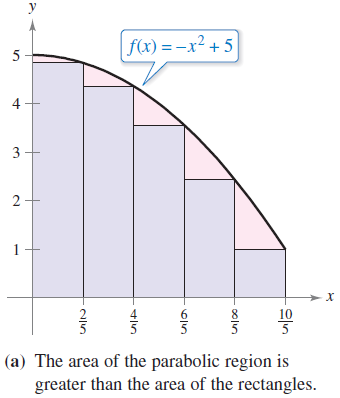 y
f(x) = −x² + 5
5
4
3
2
1
x
2/5 4/5 6/5 8/5 10/5
(a) The area of the parabolic region is
greater than the area of the rectangles.